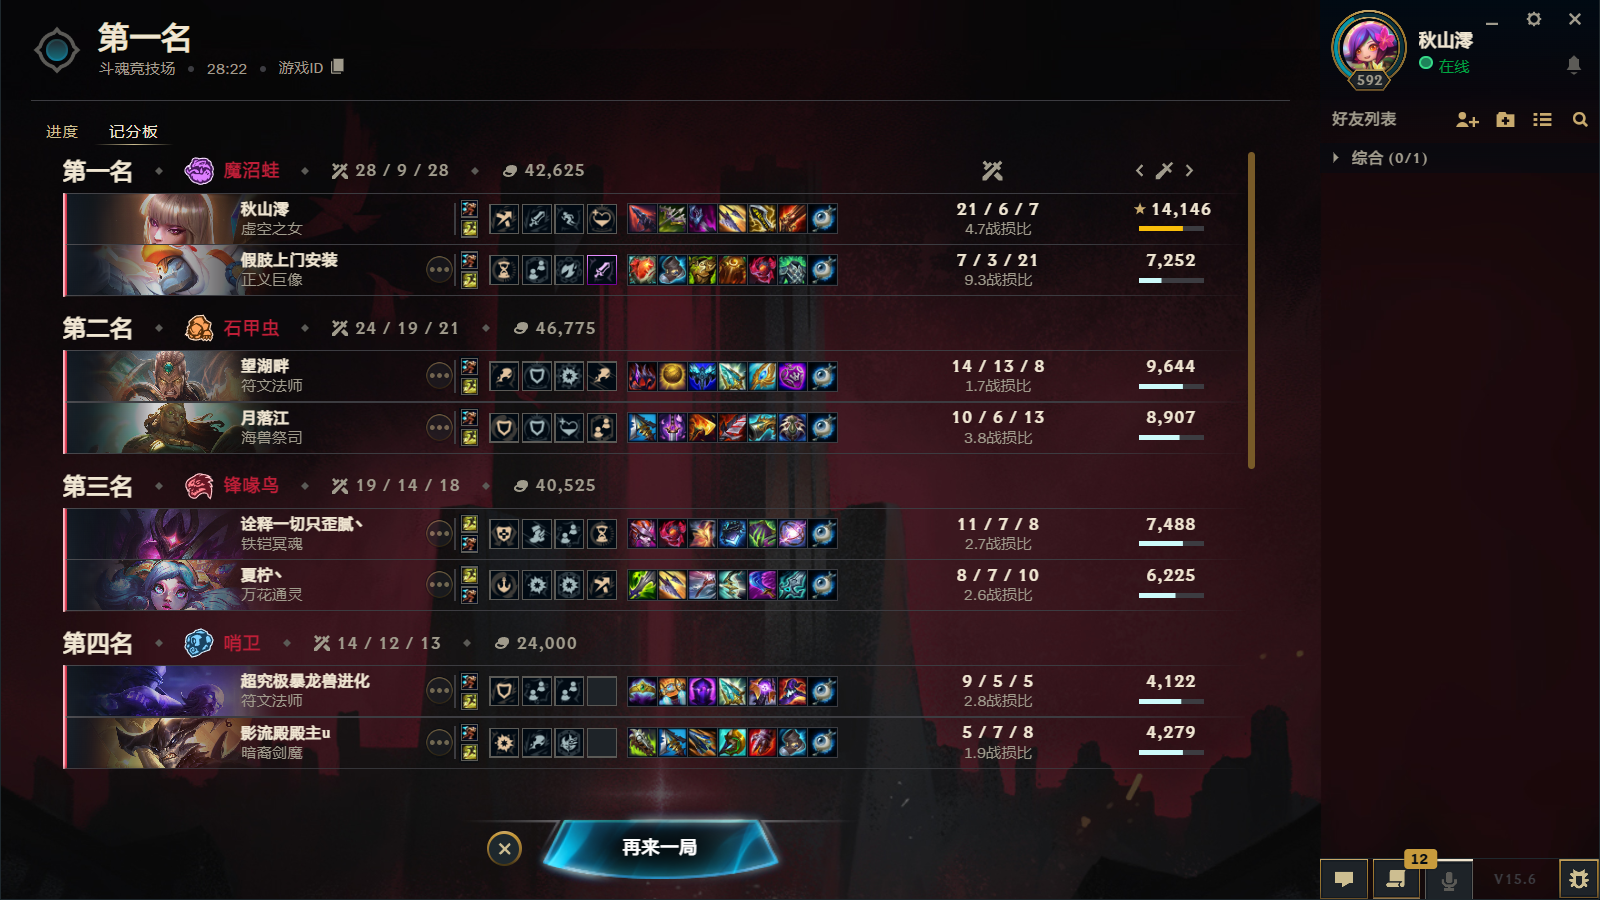 第一名
斗魂竞技场 • 28:22 • 游戏ID
进度 记分板
第一名 魔沼蛙 28 / 9 / 28 42,625
秋山澪 21 / 6 / 7 14,146
虚空之女 4.7战损比
假肢上门安装 7 / 3 / 21 7,252
正义巨像 9.3战损比
第二名 石甲虫 24 / 19 / 21 46,775
望湖畔 14 / 13 / 8 9,644
符文法师 1.7战损比
月落江 10 / 6 / 13 8,907
海兽祭司 3.8战损比
第三名 锋喙鸟 19 / 14 / 18 40,525
诠释一切只歪腻丶 11 / 7 / 8 7,488
铁铠冥魂 2.7战损比
夏柠丶 8 / 7 / 10 6,225
万花通灵 2.6战损比
第四名 哨卫 14 / 12 / 13 24,000
超究极暴龙兽进化 9 / 5 / 5 4,122
符文法师 2.8战损比
影流殿殿主u 5 / 7 / 8 4,279
暗裔剑魔 1.9战损比
再来一局
秋山澪
在线
592
好友列表
综合 (0/1)
12
V15.6